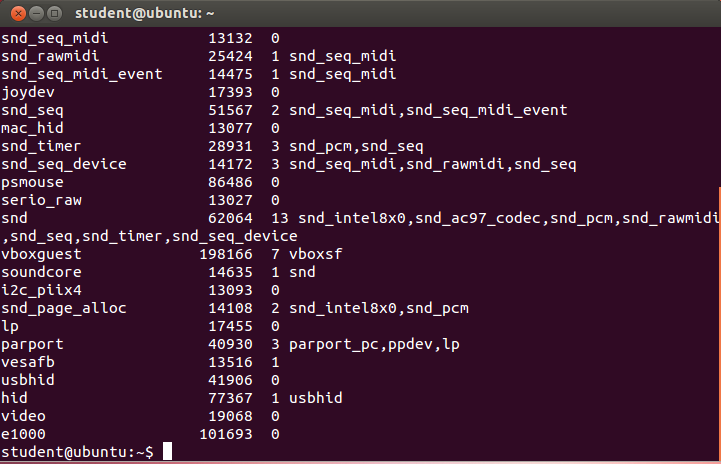 student@ubuntu: ~
snd_seq_midi 13132 0
snd_rawmidi 25424 1 snd_seq_midi
snd_seq_midi_event 14475 1 snd_seq_midi
joydev 17393 0
snd_seq 51567 2 snd_seq_midi,snd_seq_midi_event
mac_hid 13077 0
snd_timer 28931 3 snd_pcm,snd_seq
snd_seq_device 14172 3 snd_seq_midi,snd_rawmidi,snd_seq
psmouse 86486 0
serio_raw 13027 0
snd 62064 13 snd_intel8x0,snd_ac97_codec,snd_pcm,snd_rawmidi
,snd_seq,snd_timer,snd_seq_device
vboxguest 198166 7 vboxsf
soundcore 14635 1 snd
i2c_piix4 13093 0
snd_page_alloc 14108 2 snd_intel8x0,snd_pcm
lp 17455 0
parport 40930 3 parport_pc,ppdev,lp
vesafb 13516 1
usbhid 41906 0
hid 77367 1 usbhid
video 19068 0
e1000 101693 0
student@ubuntu:~$